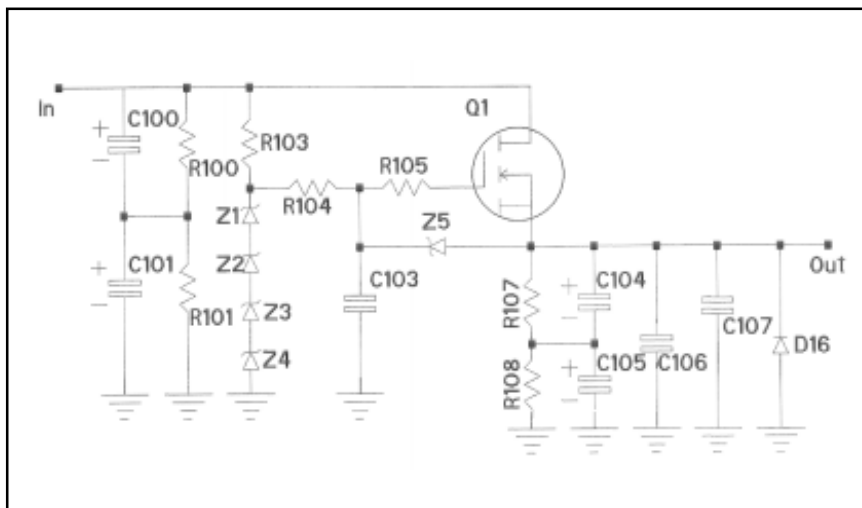 In
Q1
+
C100
-
R100
R103
R105
R104
Z1
Z5
Z2
+
C101
-
R101
C103
Z3
Z4
Out
R107
+
C104
-
C107
R108
+
C105
-
C106
D16